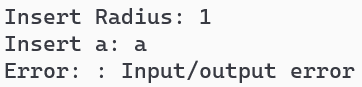 Insert Radius: 1
Insert a: a
Error: : Input/output error